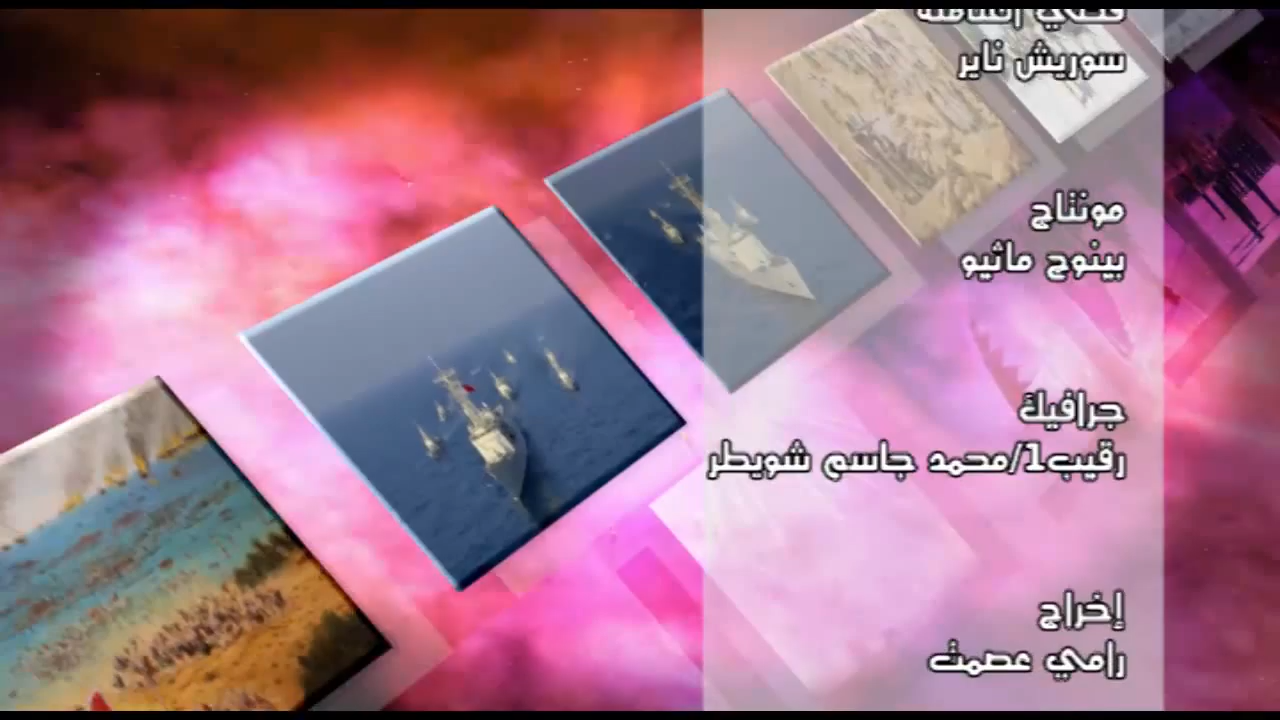 سوريش ناير
مونتاج
بينوج ماثيو
جرافيك
رقيب1/محمد جاسم شويطر
إخراج
رامي عصمت